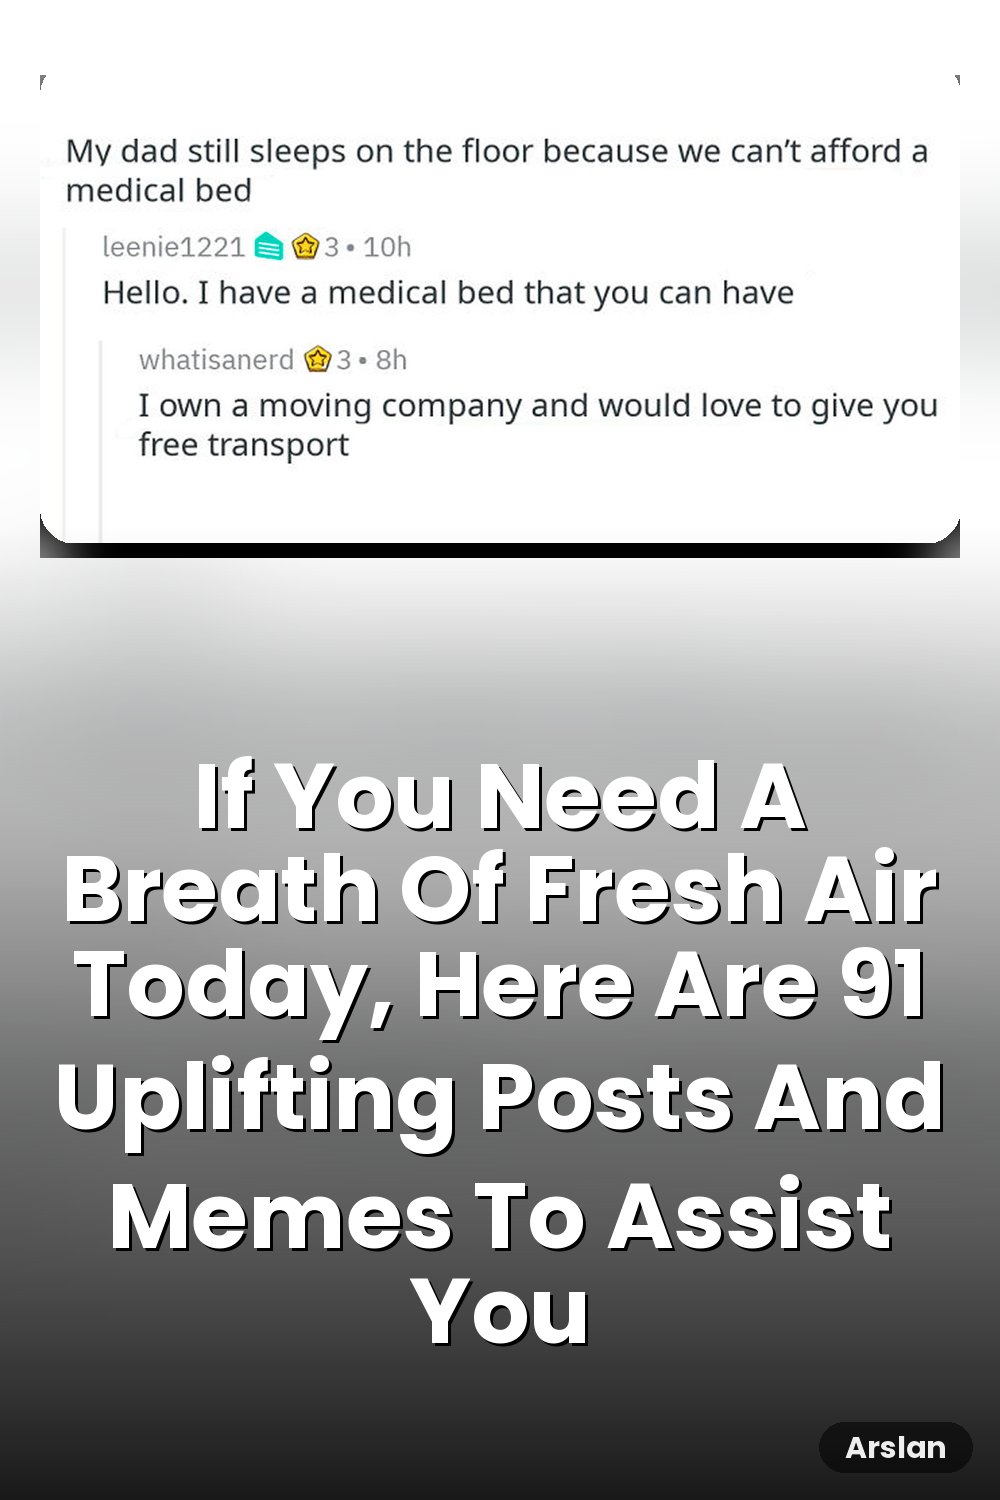 My dad still sleeps on the floor because we can't afford a
medical bed
leenie1221 3 • 10h
Hello. I have a medical bed that you can have
whatisanerd 3 • 8h
I own a moving company and would love to give you
free transport
If You Need A
Breath Of Fresh Air
Today, Here Are 91
Uplifting Posts And
Memes To Assist
You
Arslan